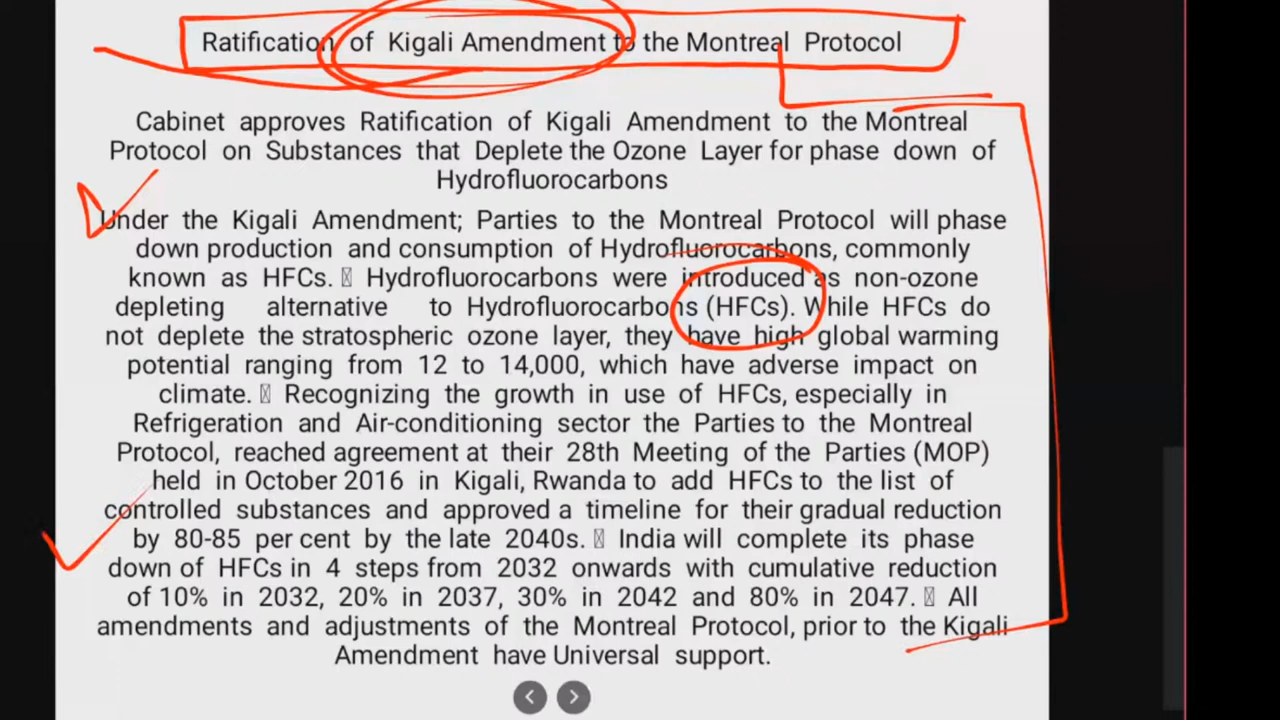 Ratification of Kigali Amendment to the Montreal Protocol
Cabinet approves Ratification of Kigali Amendment to the Montreal
Protocol on Substances that Deplete the Ozone Layer for phase down of
Hydrofluorocarbons
Under the Kigali Amendment; Parties to the Montreal Protocol will phase
down production and consumption of Hydrofluorocarbons, commonly
known as HFCs. Hydrofluorocarbons were introduced as non-ozone
depleting alternative to Hydrofluorocarbons (HFCs). While HFCs do
not deplete the stratospheric ozone layer, they have high global warming
potential ranging from 12 to 14,000, which have adverse impact on
climate. Recognizing the growth in use of HFCs, especially in
Refrigeration and Air-conditioning sector the Parties to the Montreal
Protocol, reached agreement at their 28th Meeting of the Parties (MOP)
held in October 2016 in Kigali, Rwanda to add HFCs to the list of
controlled substances and approved a timeline for their gradual reduction
by 80-85 per cent by the late 2040s. India will complete its phase
down of HFCs in 4 steps from 2032 onwards with cumulative reduction
of 10% in 2032, 20% in 2037, 30% in 2042 and 80% in 2047. All
amendments and adjustments of the Montreal Protocol, prior to the Kigali
Amendment have Universal support.